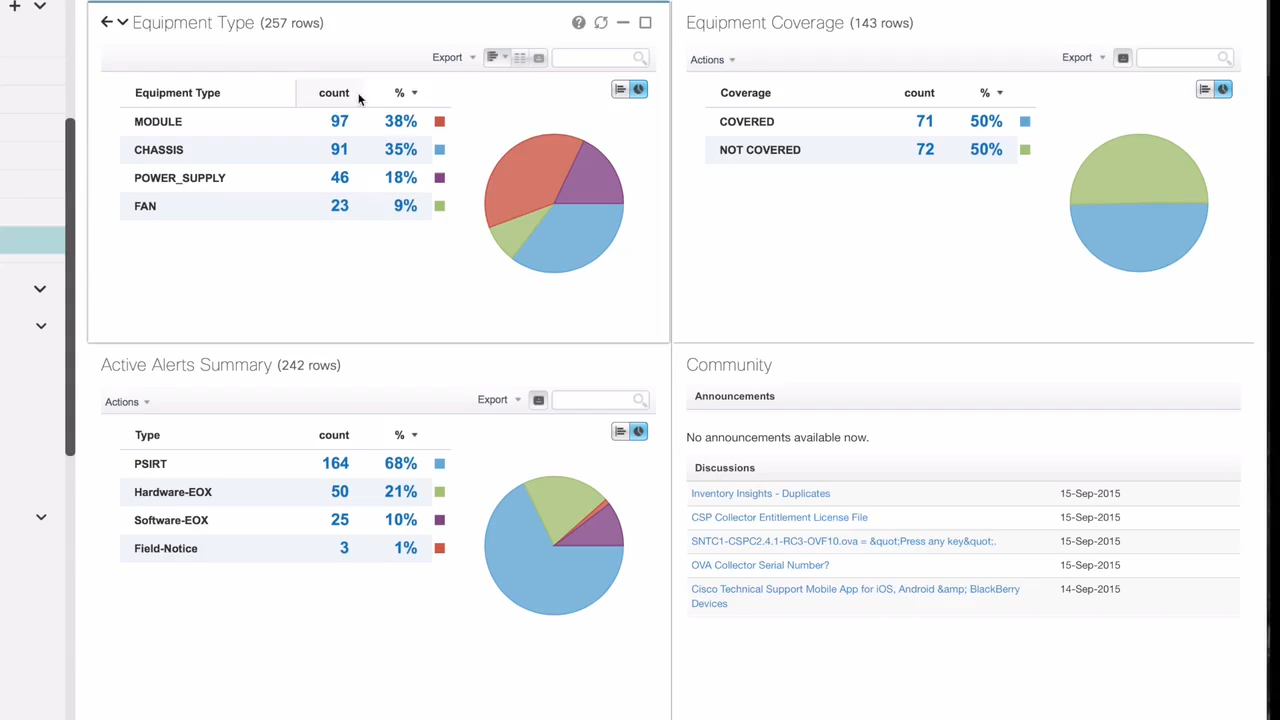 Equipment Type (257 rows)
Export
Equipment Type count %
MODULE 97 38%
CHASSIS 91 35%
POWER_SUPPLY 46 18%
FAN 23 9%
Equipment Coverage (143 rows)
Actions Export
Coverage count %
COVERED 71 50%
NOT COVERED 72 50%
Active Alerts Summary (242 rows)
Actions Export
Type count %
PSIRT 164 68%
Hardware-EOX 50 21%
Software-EOX 25 10%
Field-Notice 3 1%
Community
Announcements
No announcements available now.
Discussions
Inventory Insights - Duplicates 15-Sep-2015
CSP Collector Entitlement License File 15-Sep-2015
SNTC1-CSPC2.4.1-RC3-OVF10.ova = &quot;Press any key&quot;. 15-Sep-2015
OVA Collector Serial Number? 15-Sep-2015
Cisco Technical Support Mobile App for iOS, Android &amp; BlackBerry 14-Sep-2015
Devices